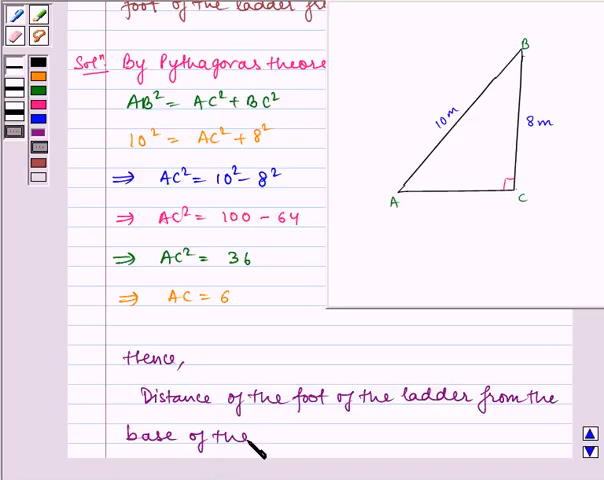 foot of the ladder
Solⁿ By Pythagoras theore
AB² = AC² + BC²
10² = AC² + 8²
⇒ AC² = 10² - 8²
⇒ AC² = 100 - 64
⇒ AC² = 36
⇒ AC = 6
Hence,
Distance of the foot of the ladder from the
base of the
B
10m
8m
A
C